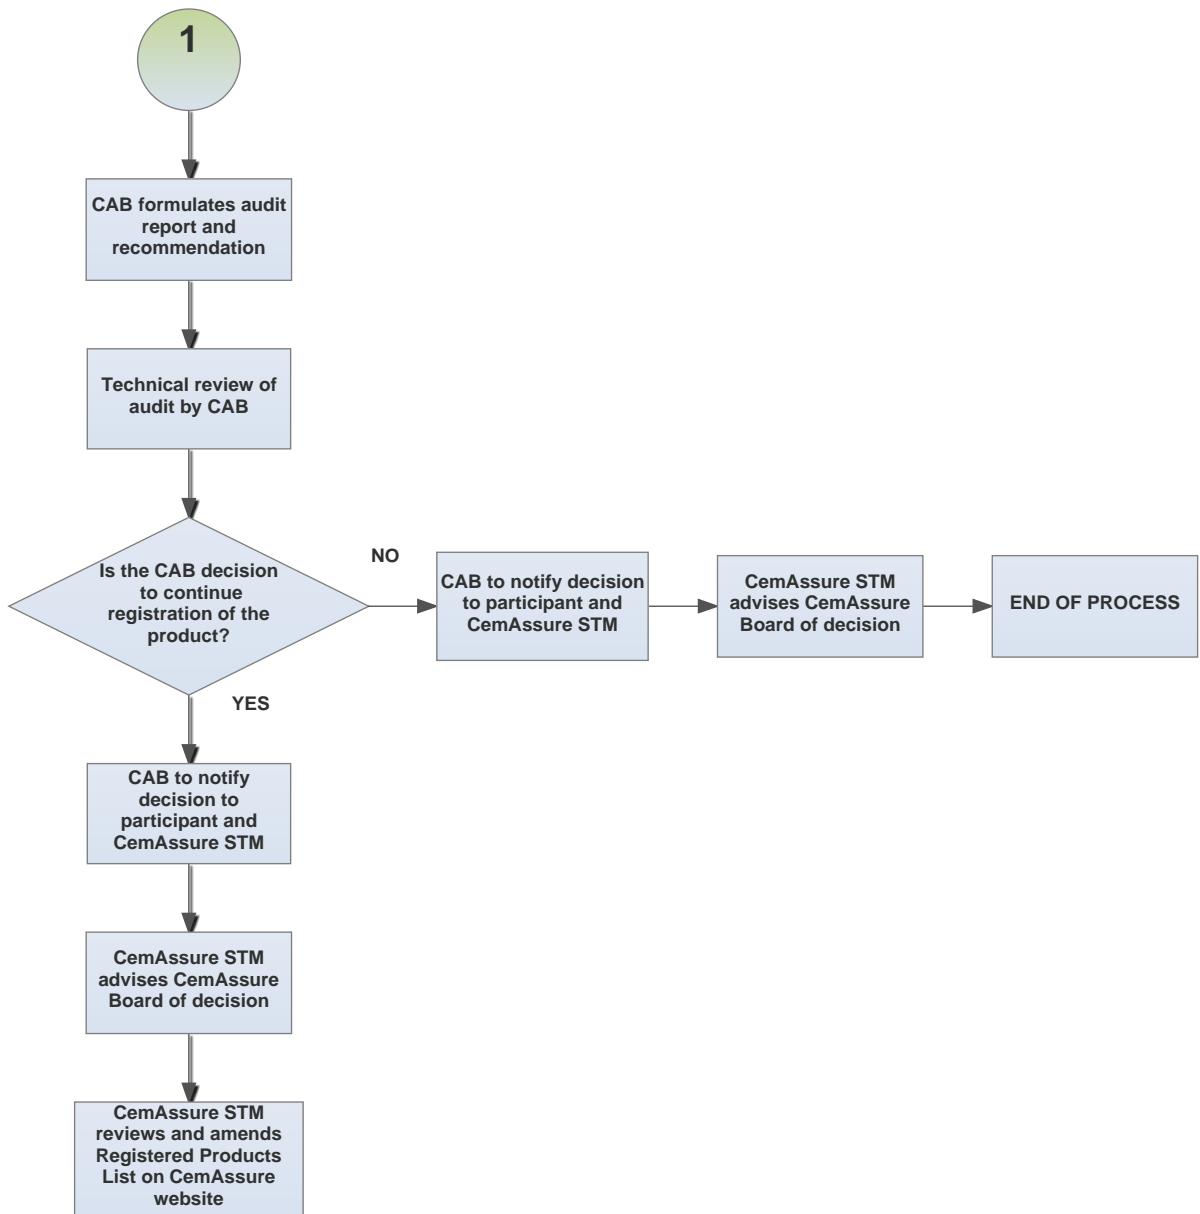 1
CAB formulates audit
report and
recommendation
Technical review of
audit by CAB
Is the CAB decision
to continue
registration of the
product?
NO
CAB to notify decision
to participant and
CemAssure STM
CemAssure STM
advises CemAssure
Board of decision
END OF PROCESS
YES
CAB to notify
decision to
participant and
CemAssure STM
CemAssure STM
advises CemAssure
Board of decision
CemAssure STM
reviews and amends
Registered Products
List on CemAssure
website